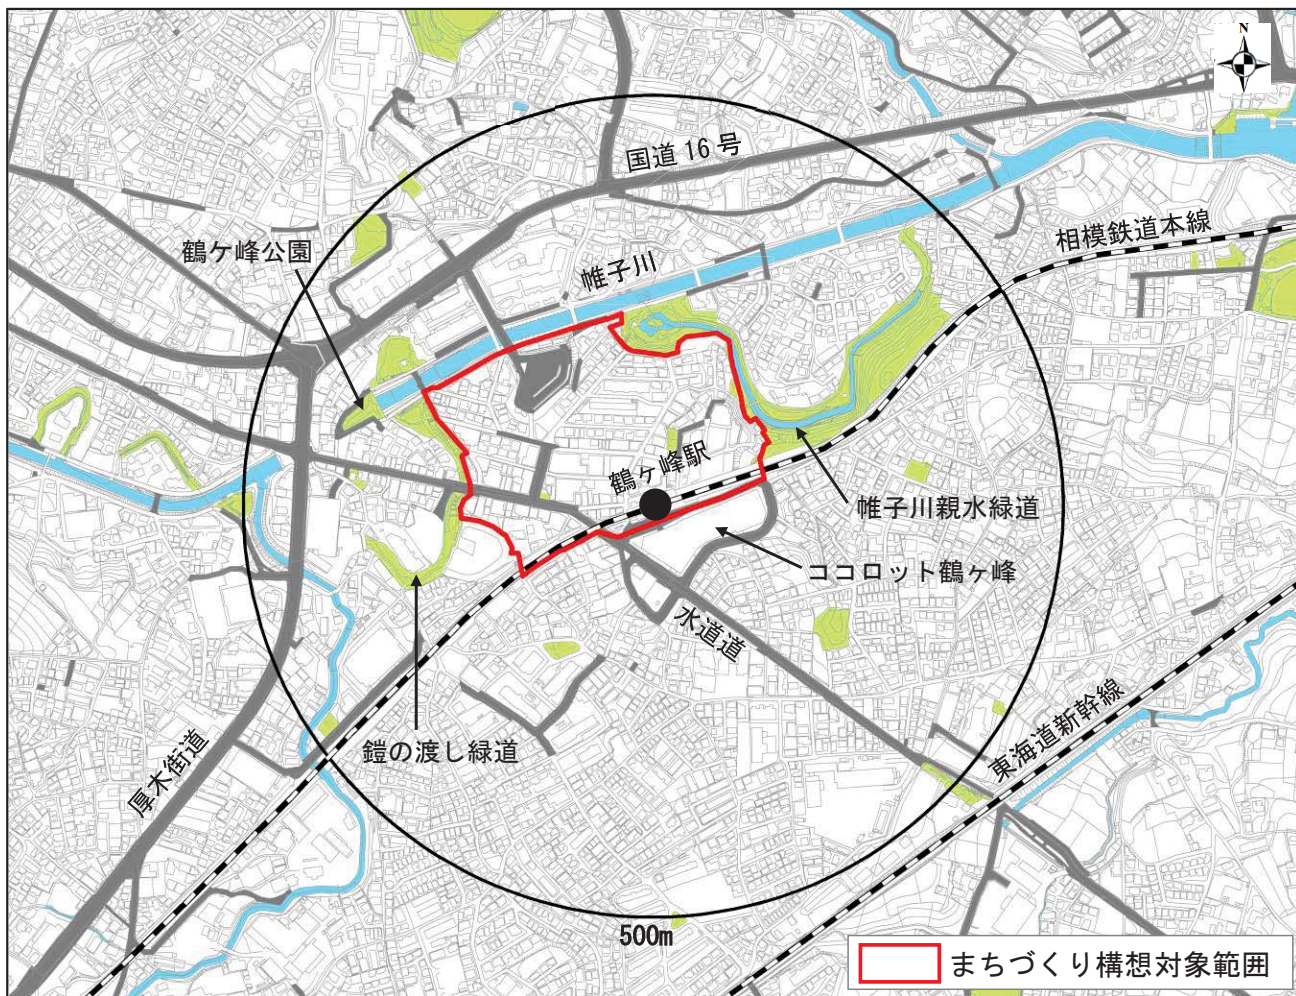 N
国道16号
相模鉄道本線
鶴ケ峰公園
帷子川
鶴ヶ峰駅
帷子川親水緑道
ココロット鶴ヶ峰
水道道
東海道新幹線
鎧の渡し緑道
厚木街道
500m
まちづくり構想対象範囲